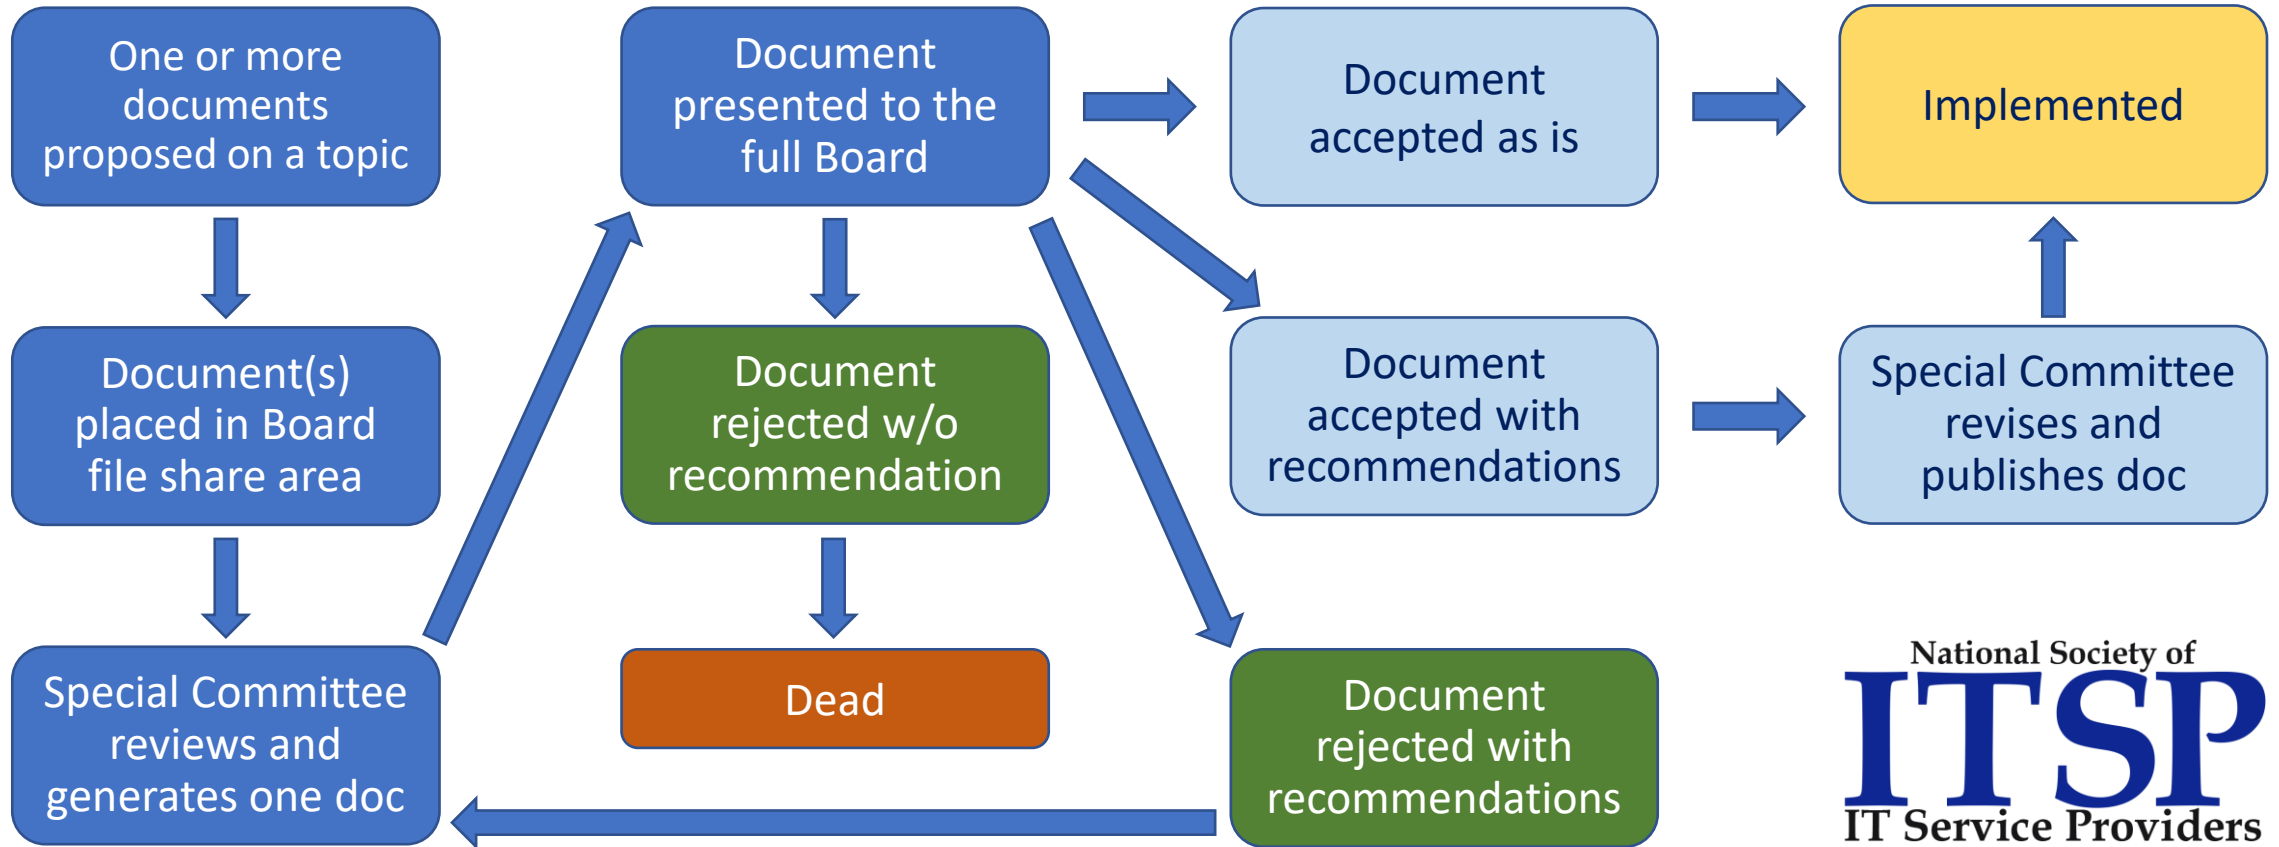 One or more
documents
proposed on a topic
Document(s)
placed in Board
file share area
Special Committee
reviews and
generates one doc
Document
presented to the
full Board
Document
rejected w/o
recommendation
Dead
Document
accepted as is
Document
accepted with
recommendations
Document
rejected with
recommendations
Implemented
Special Committee
revises and
publishes doc
National Society of
ITSP
IT Service Providers